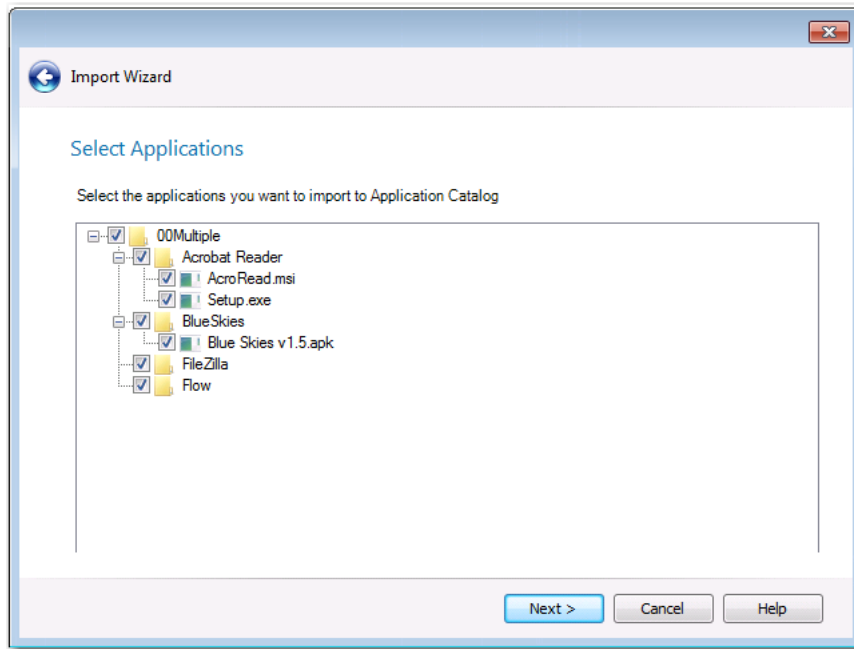 Import Wizard
Select Applications
Select the applications you want to import to Application Catalog
00Multiple
Acrobat Reader
AcroRead.msi
Setup.exe
BlueSkies
Blue Skies v1.5.apk
FileZilla
Flow
Next >
Cancel
Help